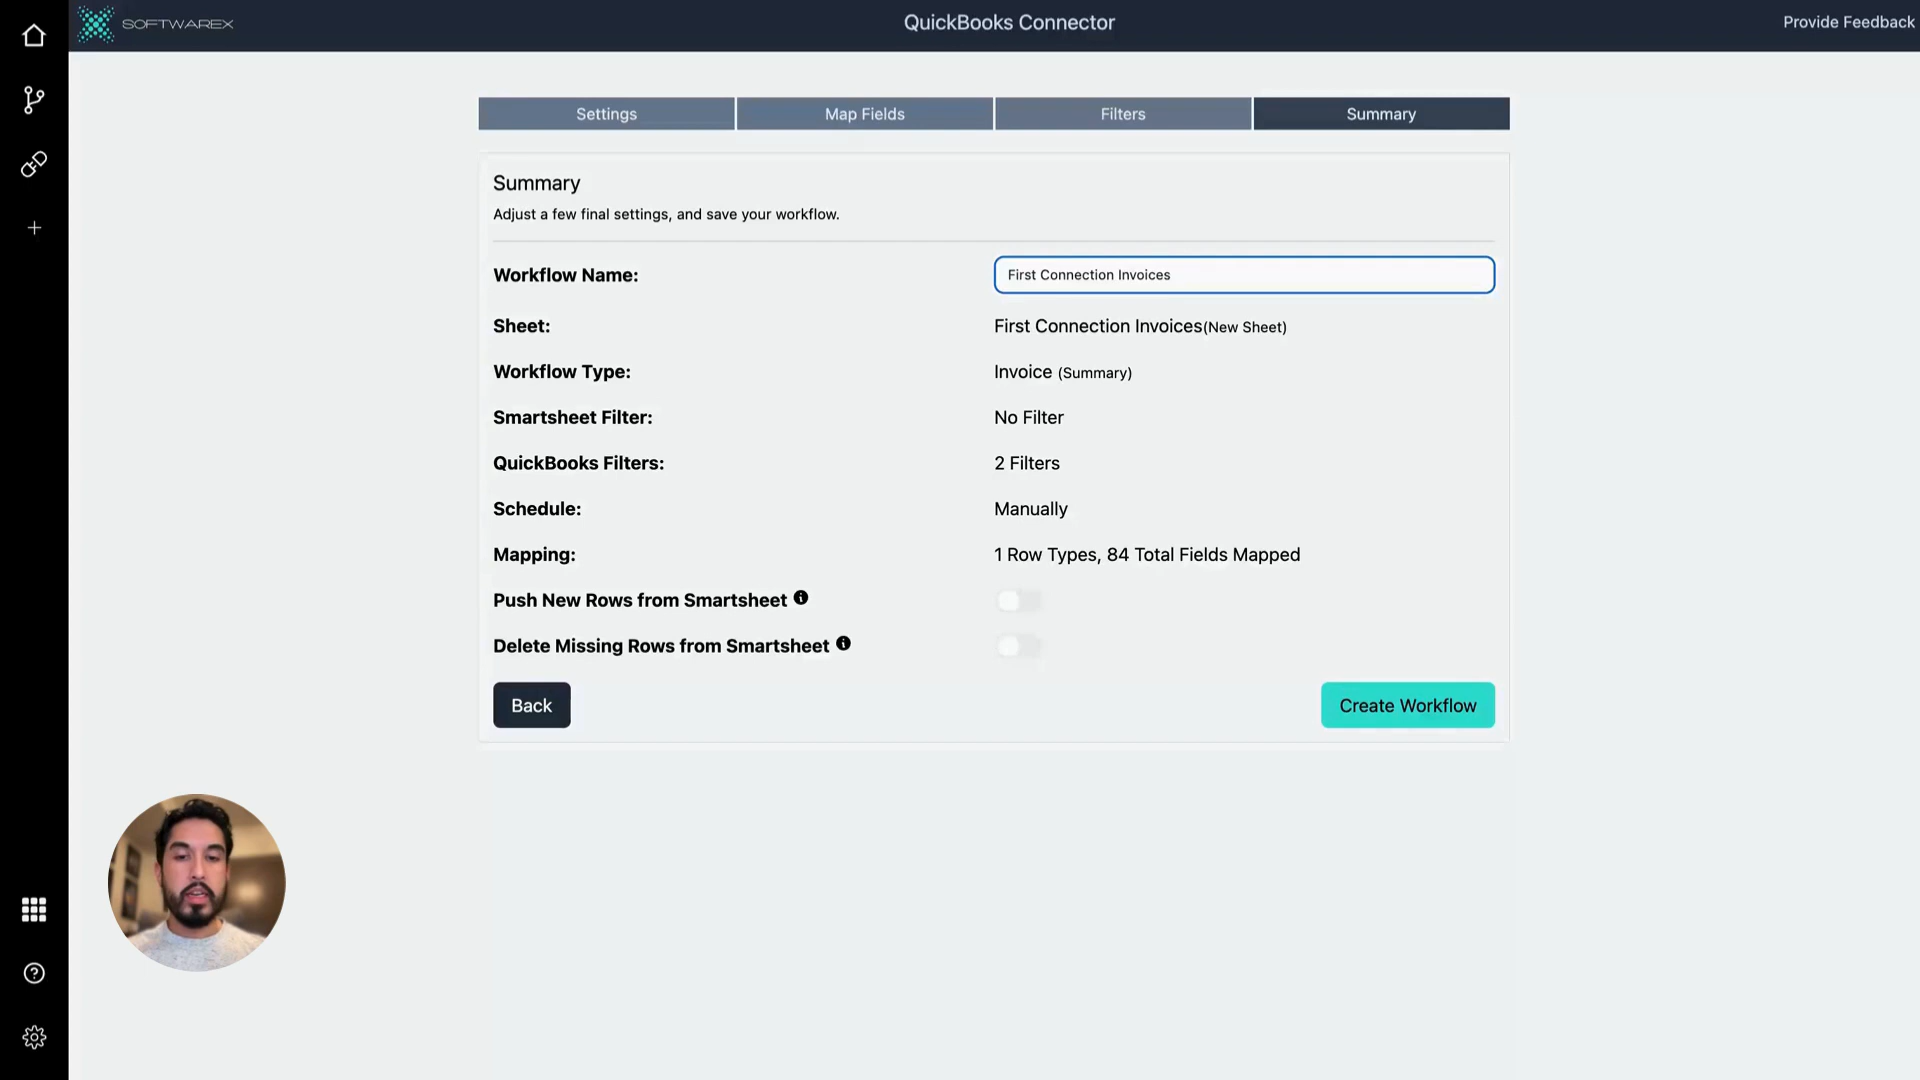 SOFTWAREX
QuickBooks Connector
Provide Feedback
Settings
Map Fields
Filters
Summary
Summary
Adjust a few final settings, and save your workflow.
Workflow Name:
First Connection Invoices
Sheet:
First Connection Invoices(New Sheet)
Workflow Type:
Invoice (Summary)
Smartsheet Filter:
No Filter
QuickBooks Filters:
2 Filters
Schedule:
Manually
Mapping:
1 Row Types, 84 Total Fields Mapped
Push New Rows from Smartsheet
Delete Missing Rows from Smartsheet
Back
Create Workflow